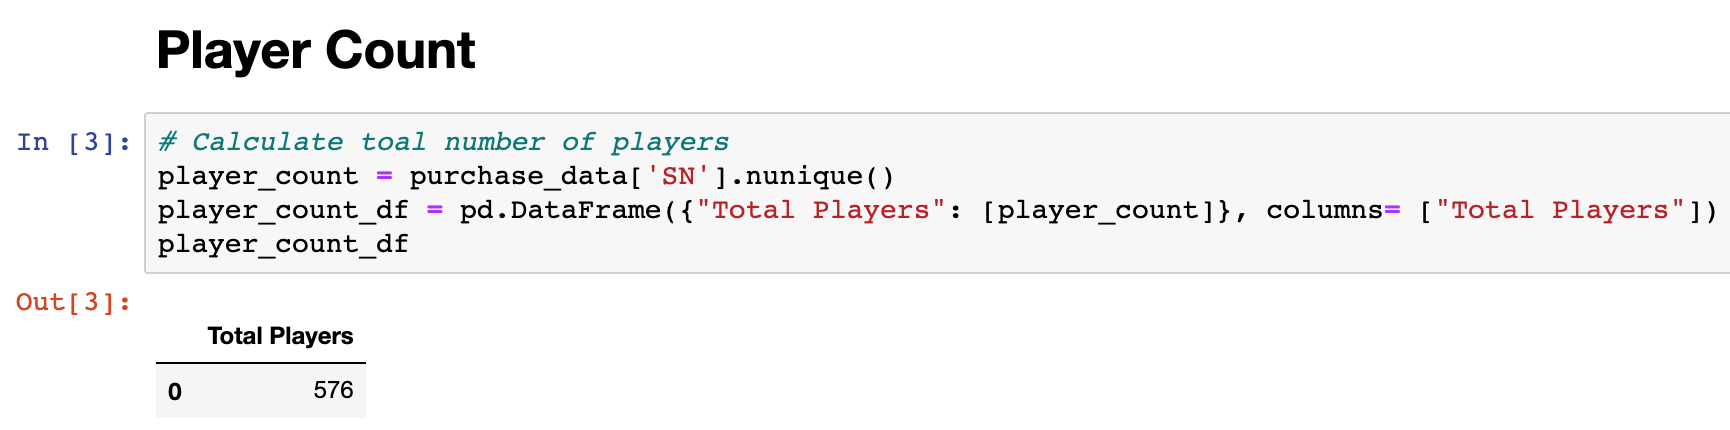 Player Count
In [3]: # Calculate toal number of players
player_count = purchase_data['SN'].nunique()
player_count_df = pd.DataFrame({"Total Players": [player_count]}, columns= ["Total Players"])
player_count_df
Out[3]:
Total Players
0 576